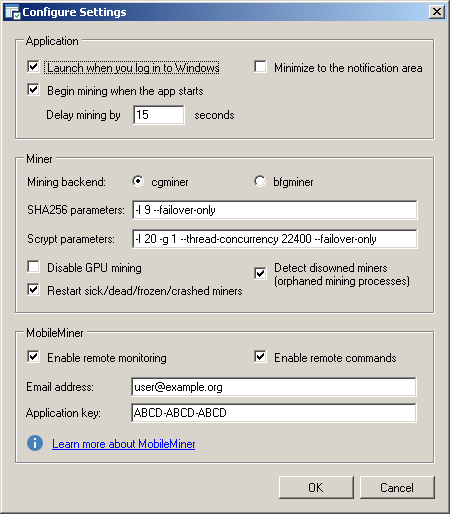 Configure Settings
Application
Launch when you log in to Windows
Minimize to the notification area
Begin mining when the app starts
Delay mining by 15 seconds
Miner
Mining backend: cgminer bfgminer
SHA256 parameters: -I 9 --failover-only
Scrypt parameters: -I 20 -g 1 --thread-concurrency 22400 --failover-only
Disable GPU mining
Detect disowned miners
(orphaned mining processes)
Restart sick/dead/frozen/crashed miners
MobileMiner
Enable remote monitoring
Enable remote commands
Email address: user@example.org
Application key: ABCD-ABCD-ABCD
Learn more about MobileMiner
OK Cancel